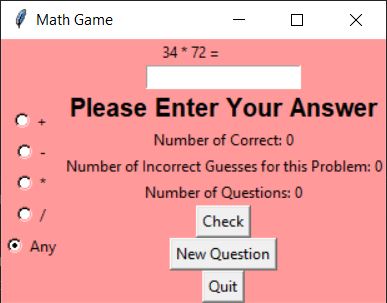 Math Game
34 * 72 =
Please Enter Your Answer
Number of Correct: 0
Number of Incorrect Guesses for this Problem: 0
Number of Questions: 0
+
-
*
/
Any
Check
New Question
Quit